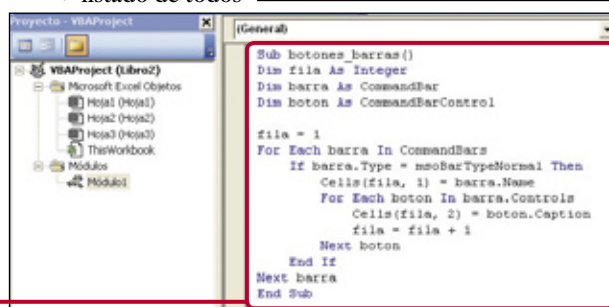 listado de todos
Proyecto - VBAProject
VBAProject (Libro2)
Microsoft Excel Objetos
Hoja1 (Hoja1)
Hoja2 (Hoja2)
Hoja3 (Hoja3)
ThisWorkbook
Módulos
Módulo1
(General)
Sub botones_barras()
Dim fila As Integer
Dim barra As CommandBar
Dim boton As CommandBarControl
fila = 1
For Each barra In CommandBars
If barra.Type = msoBarTypeNormal Then
Cells(fila, 1) = barra.Name
For Each boton In barra.Controls
Cells(fila, 2) = boton.Caption
fila = fila + 1
Next boton
End If
Next barra
End Sub